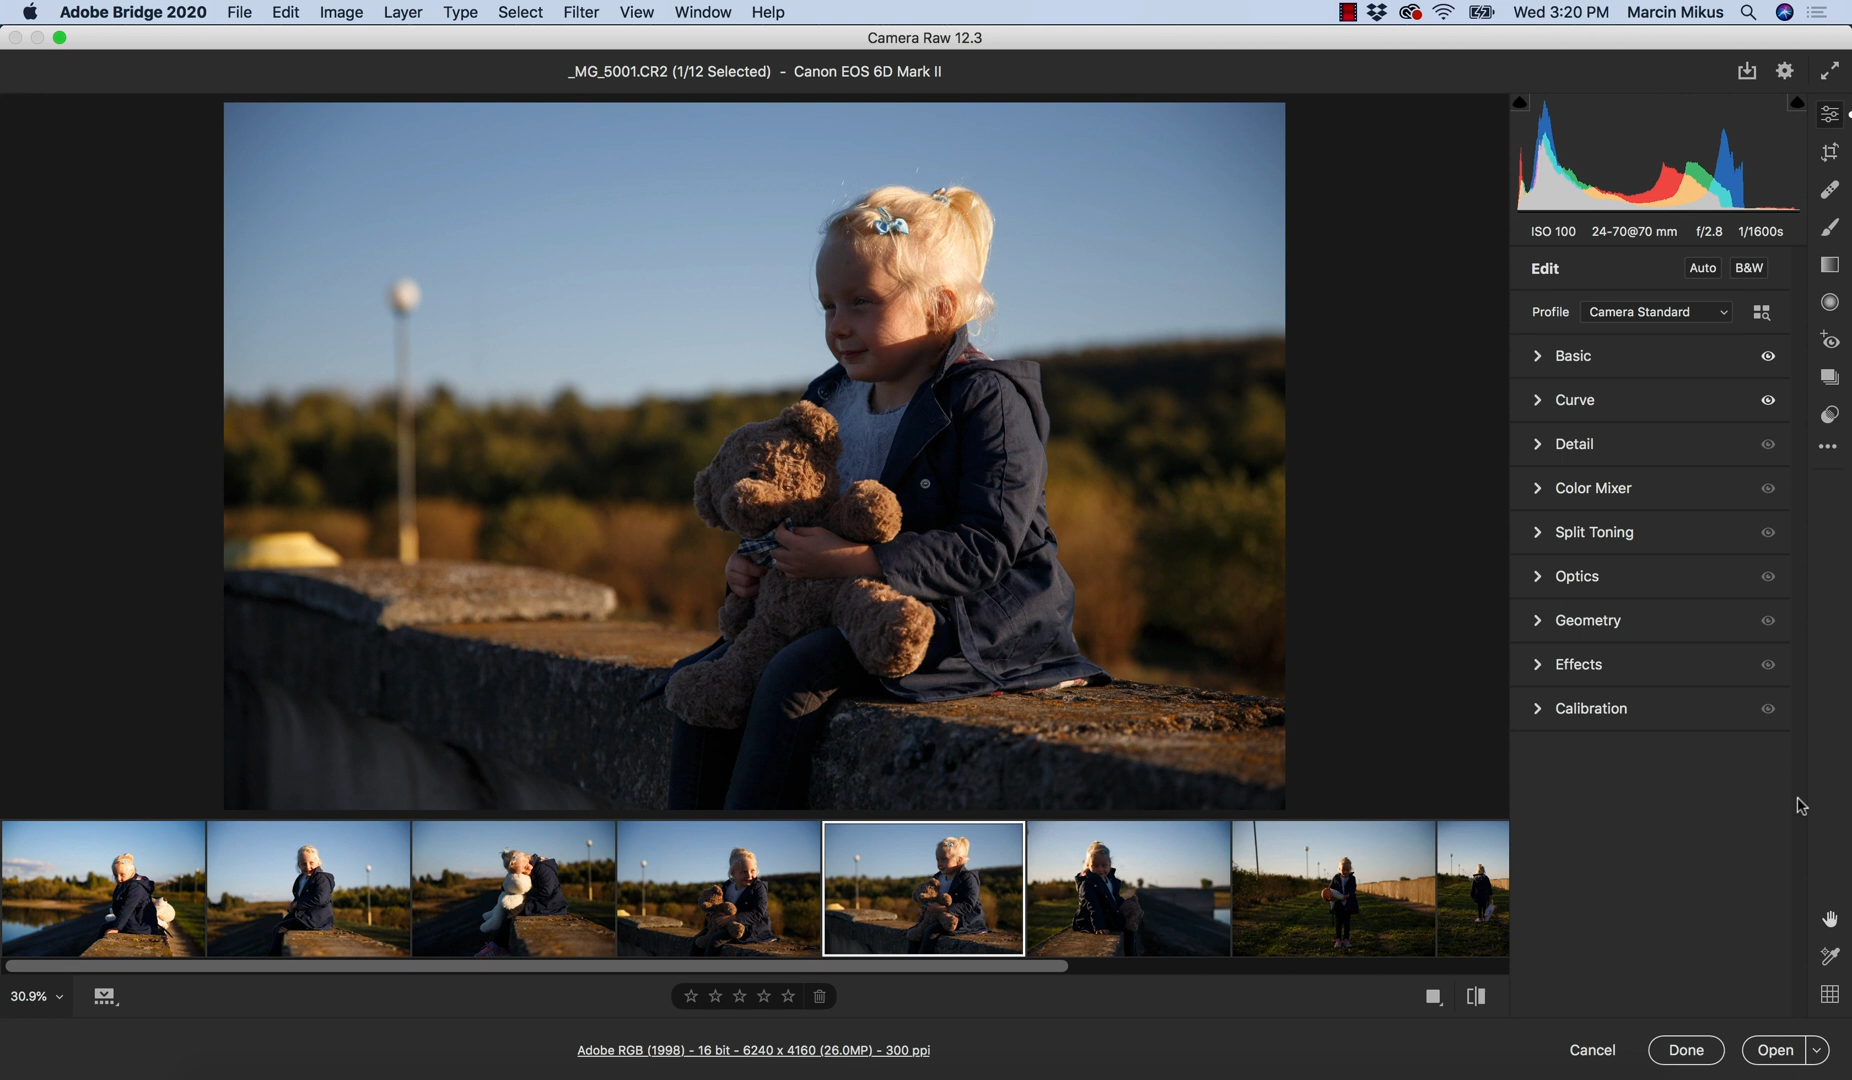 Adobe Bridge 2020 File Edit Image Layer Type Select Filter View Window Help Wed 3:20 PM Marcin Mikus
Camera Raw 12.3
_MG_5001.CR2 (1/12 Selected) - Canon EOS 6D Mark II
ISO 100 24-70@70 mm f/2.8 1/1600s
Edit Auto B&W
Profile Camera Standard
Basic
Curve
Detail
Color Mixer
Split Toning
Optics
Geometry
Effects
Calibration
30.9%
Adobe RGB (1998) - 16 bit - 6240 x 4160 (26.0MP) - 300 ppi
Cancel Done Open